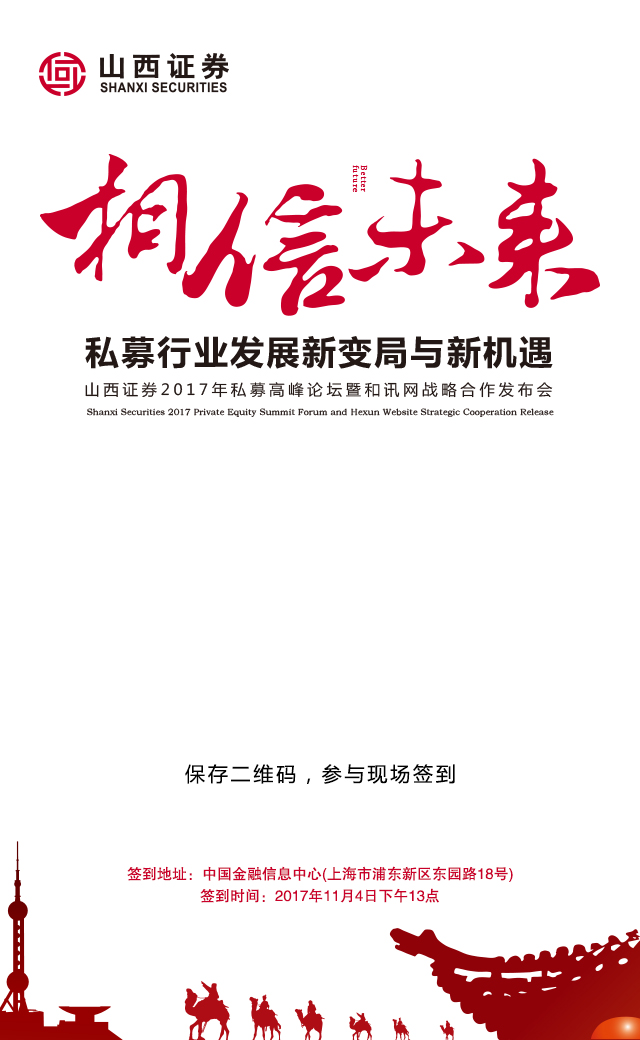 山西证券
SHANXI SECURITIES
相信未来
Better
future
私募行业发展新变局与新机遇
山西证券2017年私募高峰论坛暨和讯网战略合作发布会
Shanxi Securities 2017 Private Equity Summit Forum and Hexun Website Strategic Cooperation Release
保存二维码，参与现场签到
签到地址：中国金融信息中心(上海市浦东新区东园路18号)
签到时间：2017年11月4日下午13点